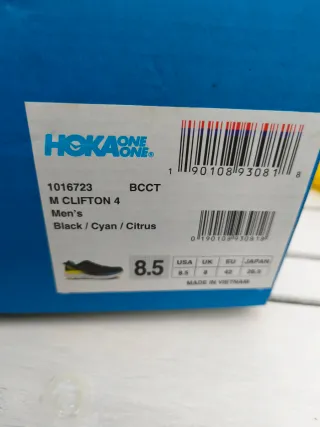 HOKA ONE ONE®
1 90108 93081 8
1016723 BCCT
M CLIFTON 4
Men's
Black / Cyan / Citrus
0190108930818
8.5
USA UK EU JAPAN
8.5 8 42 26.5
MADE IN VIETNAM